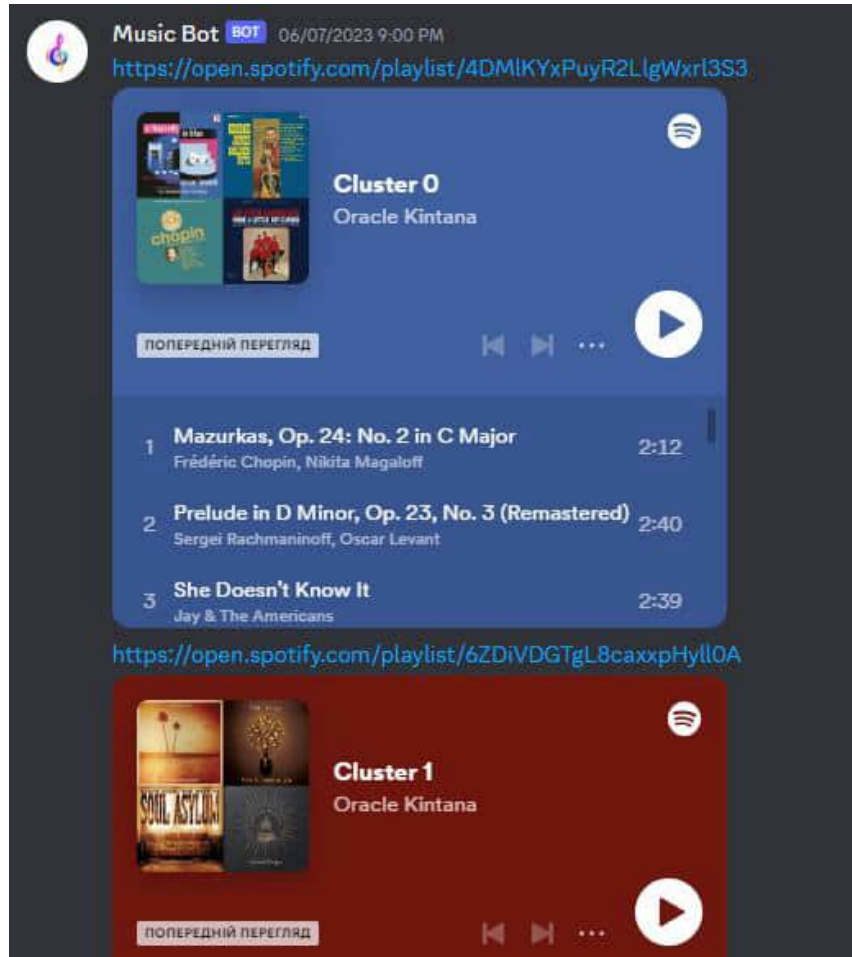 Music Bot BOT 06/07/2023 9:00 PM
https://open.spotify.com/playlist/4DMlKYxPuyR2LlgWxrl3S3
Cluster 0
Oracle Kintana
chopin
ПОПЕРЕДНІЙ ПЕРЕГЛЯД
1 Mazurkas, Op. 24: No. 2 in C Major 2:12
Frédéric Chopin, Nikita Magaloff
2 Prelude in D Minor, Op. 23, No. 3 (Remastered) 2:40
Sergei Rachmaninoff, Oscar Levant
3 She Doesn't Know It 2:39
Jay & The Americans
https://open.spotify.com/playlist/6ZDiVDGTgL8caxxpHyll0A
Cluster 1
Oracle Kintana
SOUL ASYLUM
ПОПЕРЕДНІЙ ПЕРЕГЛЯД